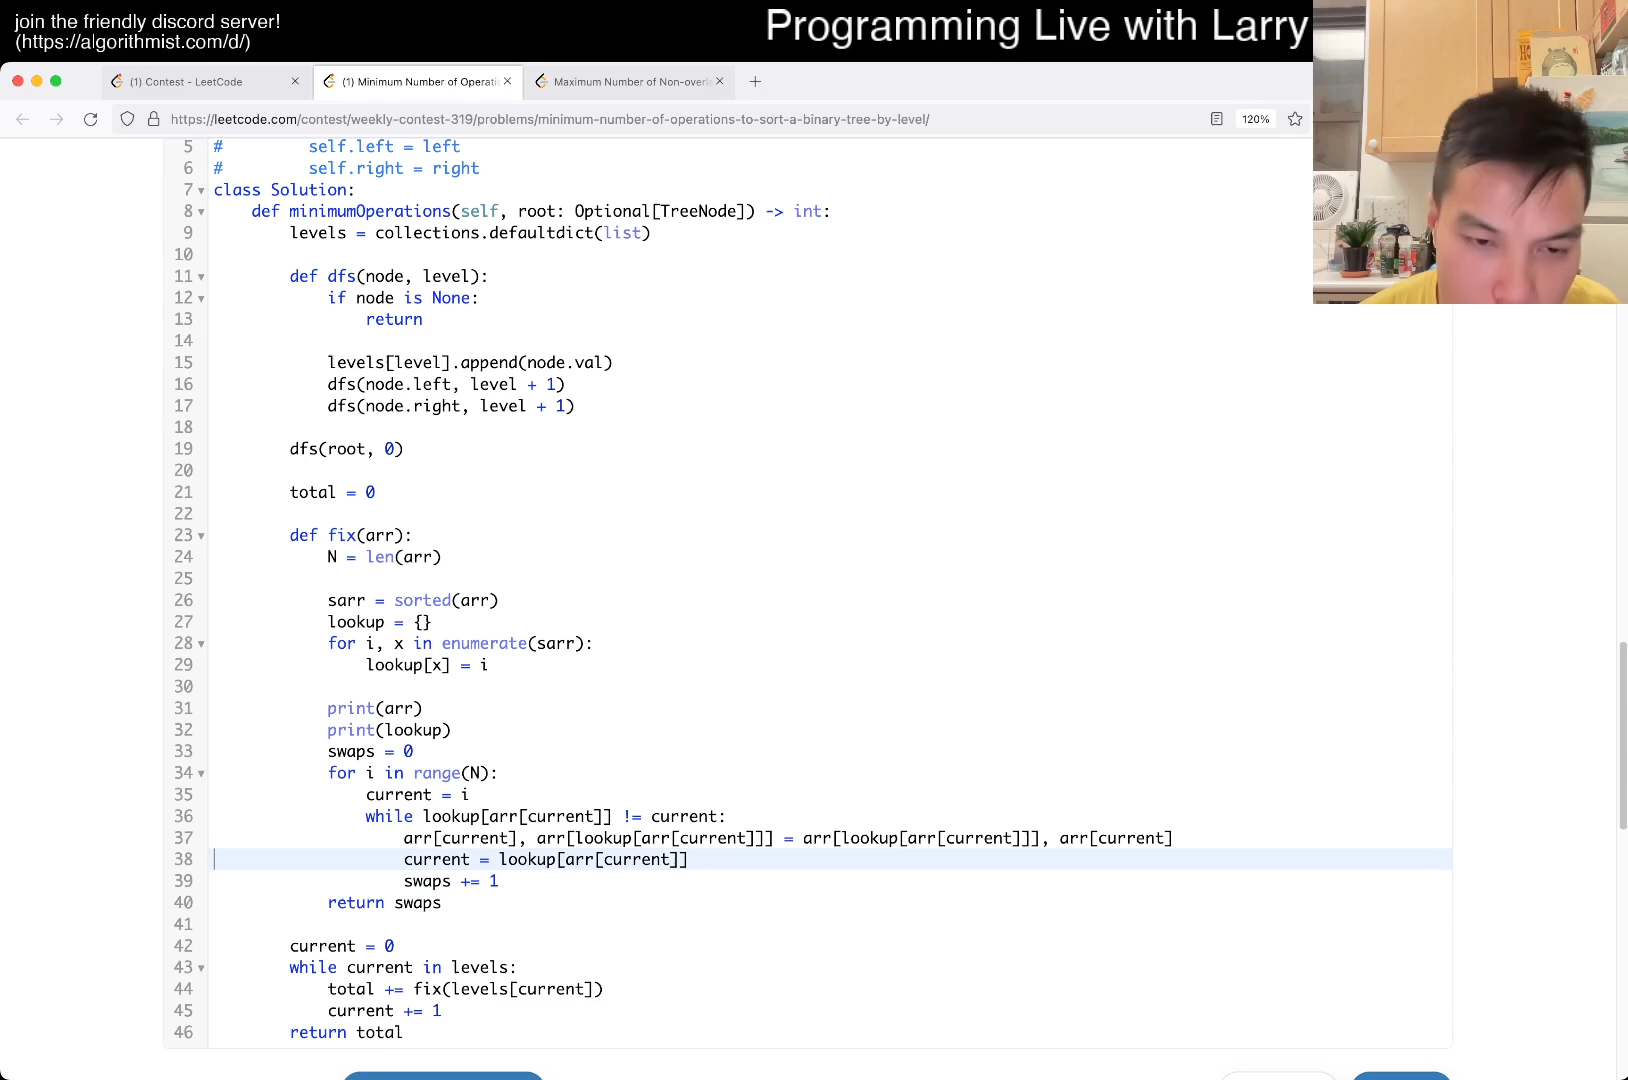 join the friendly discord server!
(https://algorithmist.com/d/)
Programming Live with Larry
(1) Contest - LeetCode
(1) Minimum Number of Operati
Maximum Number of Non-overl
https://leetcode.com/contest/weekly-contest-319/problems/minimum-number-of-operations-to-sort-a-binary-tree-by-level/
120%
5 #         self.left = left
6 #         self.right = right
7 class Solution:
8     def minimumOperations(self, root: Optional[TreeNode]) -> int:
9         levels = collections.defaultdict(list)
10
11         def dfs(node, level):
12             if node is None:
13                 return
14
15             levels[level].append(node.val)
16             dfs(node.left, level + 1)
17             dfs(node.right, level + 1)
18
19         dfs(root, 0)
20
21         total = 0
22
23         def fix(arr):
24             N = len(arr)
25
26             sarr = sorted(arr)
27             lookup = {}
28             for i, x in enumerate(sarr):
29                 lookup[x] = i
30
31             print(arr)
32             print(lookup)
33             swaps = 0
34             for i in range(N):
35                 current = i
36                 while lookup[arr[current]] != current:
37                     arr[current], arr[lookup[arr[current]]] = arr[lookup[arr[current]]], arr[current]
38                     current = lookup[arr[current]]
39                     swaps += 1
40             return swaps
41
42         current = 0
43         while current in levels:
44             total += fix(levels[current])
45             current += 1
46         return total